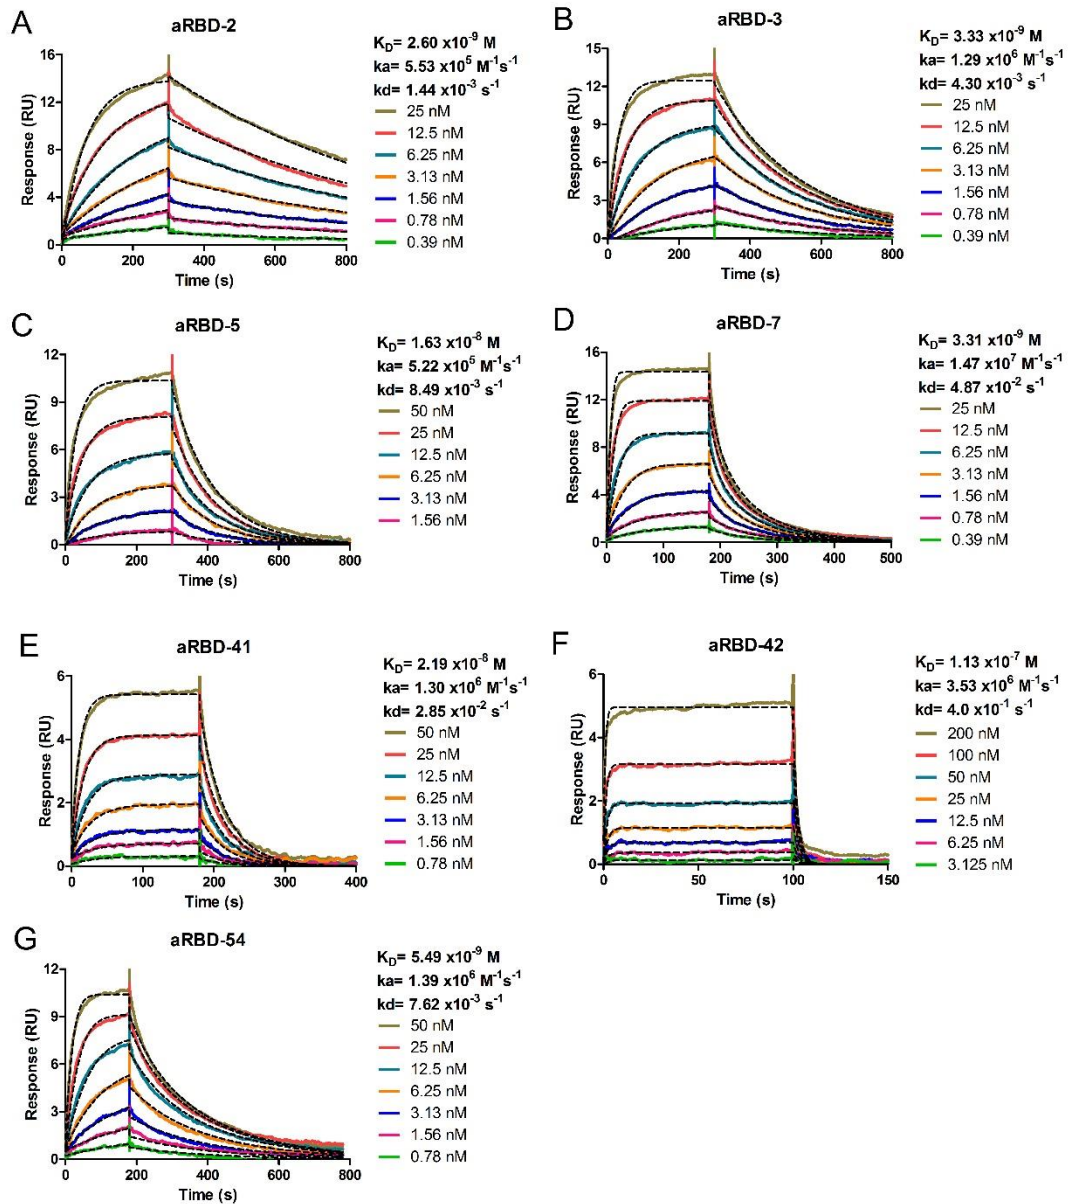 A
aRBD-2
K_D= 2.60 x10^-9 M
ka= 5.53 x10^5 M^-1s^-1
kd= 1.44 x10^-3 s^-1
25 nM
12.5 nM
6.25 nM
3.13 nM
1.56 nM
0.78 nM
0.39 nM
Response (RU)
16
12
8
4
0
0 200 400 600 800
Time (s)
B
aRBD-3
K_D= 3.33 x10^-9 M
ka= 1.29 x10^6 M^-1s^-1
kd= 4.30 x10^-3 s^-1
25 nM
12.5 nM
6.25 nM
3.13 nM
1.56 nM
0.78 nM
0.39 nM
Response (RU)
15
12
9
6
3
0
0 200 400 600 800
Time (s)
C
aRBD-5
K_D= 1.63 x10^-8 M
ka= 5.22 x10^5 M^-1s^-1
kd= 8.49 x10^-3 s^-1
50 nM
25 nM
12.5 nM
6.25 nM
3.13 nM
1.56 nM
Response (RU)
12
9
6
3
0
0 200 400 600 800
Time (s)
D
aRBD-7
K_D= 3.31 x10^-9 M
ka= 1.47 x10^7 M^-1s^-1
kd= 4.87 x10^-2 s^-1
25 nM
12.5 nM
6.25 nM
3.13 nM
1.56 nM
0.78 nM
0.39 nM
Response (RU)
16
12
8
4
0
0 100 200 300 400 500
Time (s)
E
aRBD-41
K_D= 2.19 x10^-8 M
ka= 1.30 x10^6 M^-1s^-1
kd= 2.85 x10^-2 s^-1
50 nM
25 nM
12.5 nM
6.25 nM
3.13 nM
1.56 nM
0.78 nM
Response (RU)
6
4
2
0
0 100 200 300 400
Time (s)
F
aRBD-42
K_D= 1.13 x10^-7 M
ka= 3.53 x10^6 M^-1s^-1
kd= 4.0 x10^-1 s^-1
200 nM
100 nM
50 nM
25 nM
12.5 nM
6.25 nM
3.125 nM
Response (RU)
6
4
2
0
0 50 100 150
Time (s)
G
aRBD-54
K_D= 5.49 x10^-9 M
ka= 1.39 x10^6 M^-1s^-1
kd= 7.62 x10^-3 s^-1
50 nM
25 nM
12.5 nM
6.25 nM
3.13 nM
1.56 nM
0.78 nM
Response (RU)
12
9
6
3
0
0 200 400 600 800
Time (s)